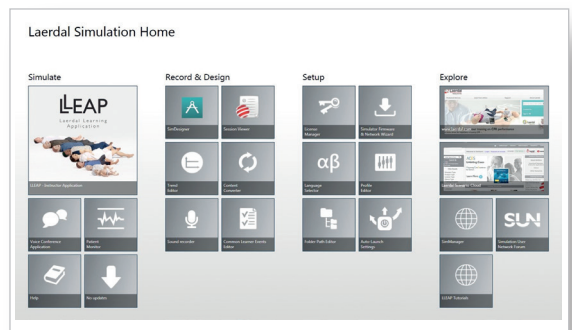 Laerdal Simulation Home
Simulate
LLEAP
Laerdal Learning
Application
LLEAP - Instructor Application
Voice Conference
Application
Patient
Monitor
Help
No updates
Record & Design
SimDesigner
Session Viewer
Trend
Editor
Content
Converter
Sound recorder
Common Learner Events
Editor
Setup
License
Manager
Simulator Firmware
& Network Wizard
αβ
Language
Selector
Profile
Editor
Folder Path Editor
Auto Launch
Settings
Explore
SimManager
SUN
Simulation User
Network Forum
LLEAP Tutorials